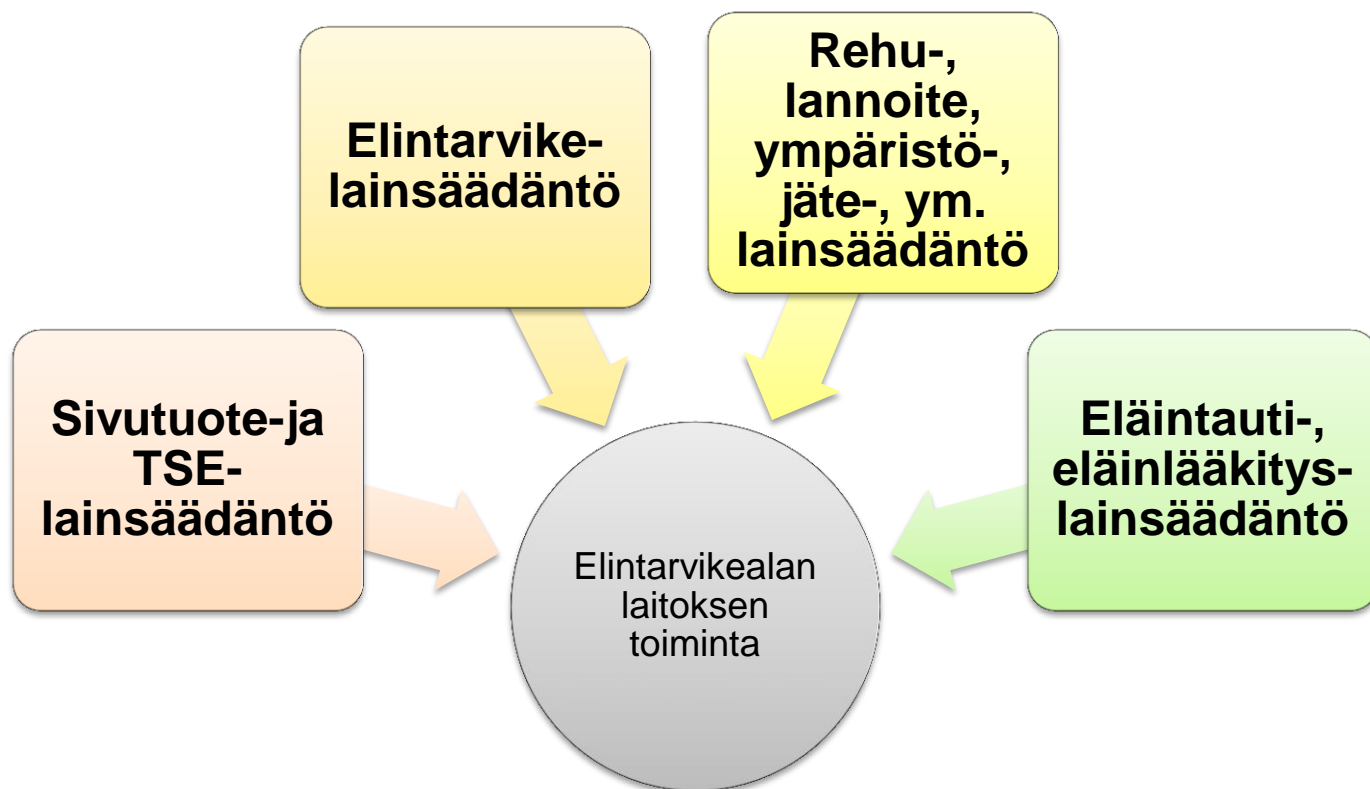 Elintarvike-
lainsäädäntö
Rehu-,
lannoite,
ympäristö-,
jäte-, ym.
lainsäädäntö
Sivutuote-ja
TSE-
lainsäädäntö
Eläintauti-,
eläinlääkitys-
lainsäädäntö
Elintarvikealan
laitoksen
toiminta